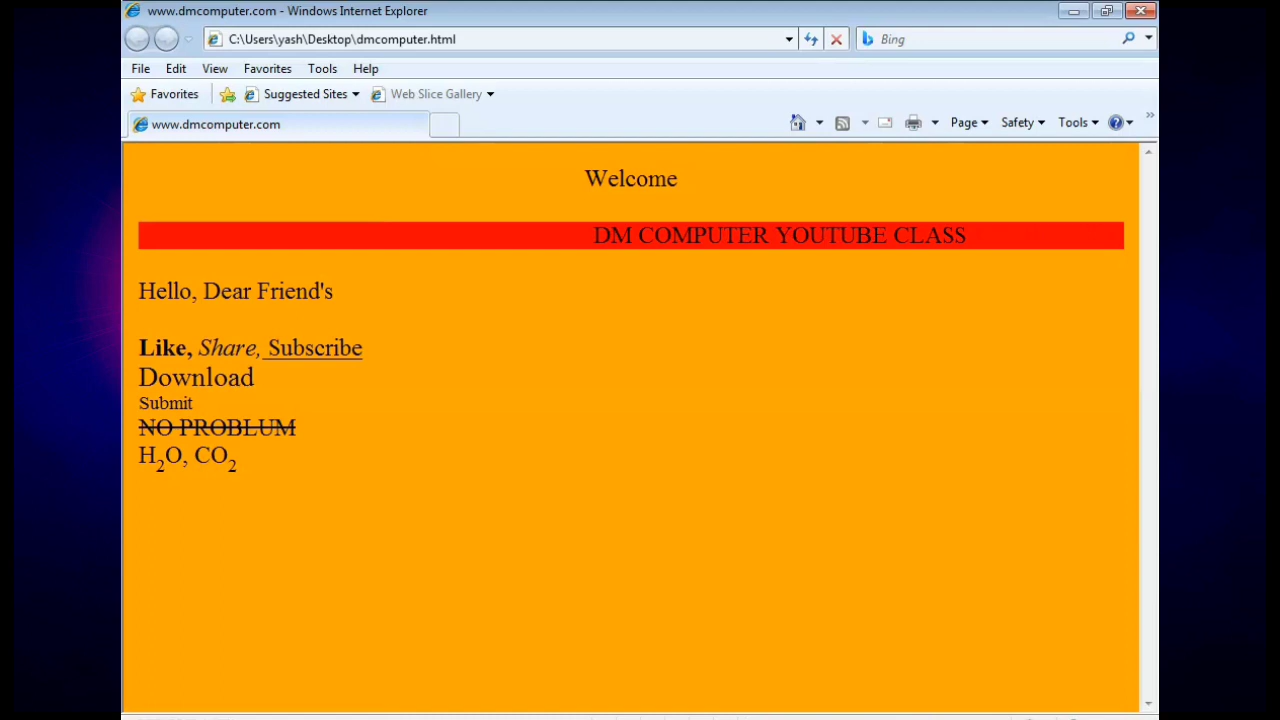 www.dmcomputer.com - Windows Internet Explorer
C:\Users\yash\Desktop\dmcomputer.html
Bing
File Edit View Favorites Tools Help
Favorites Suggested Sites Web Slice Gallery
www.dmcomputer.com Page Safety Tools
Welcome
DM COMPUTER YOUTUBE CLASS
Hello, Dear Friend's
Like, Share, Subscribe
Download
Submit
NO PROBLUM
H₂O, CO₂